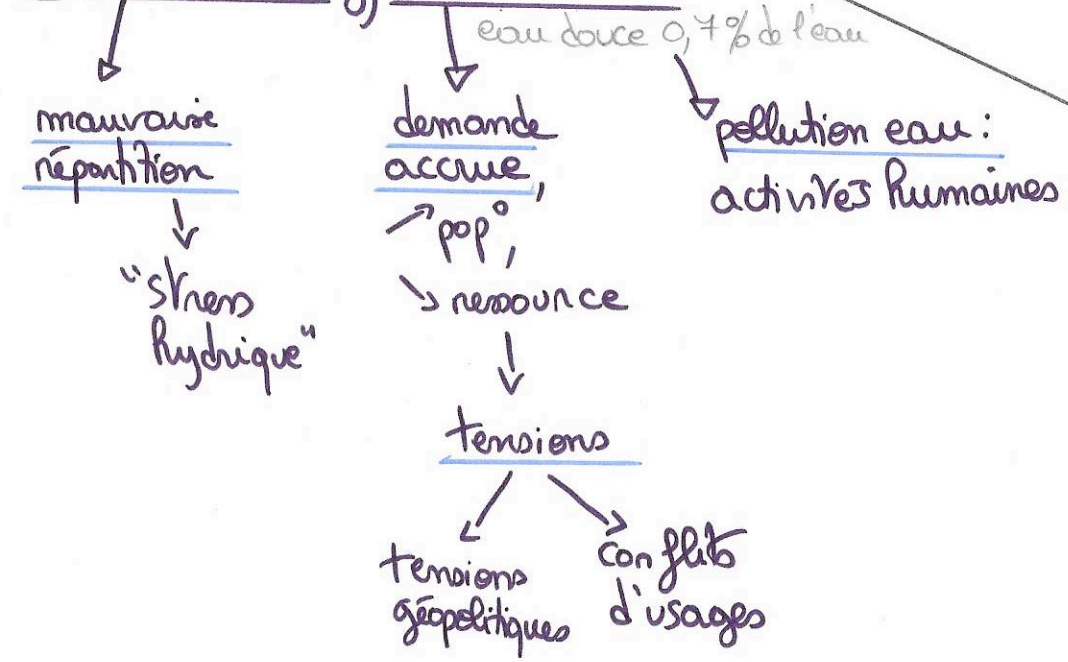 eau douce 0,7% de l'eau
mauvaise
répartition
"stress
hydrique"
demande
accrue,
↗ pop°,
↘ ressource
tensions
tensions
géopolitiques
conflits
d'usages
pollution eau :
activités humaines